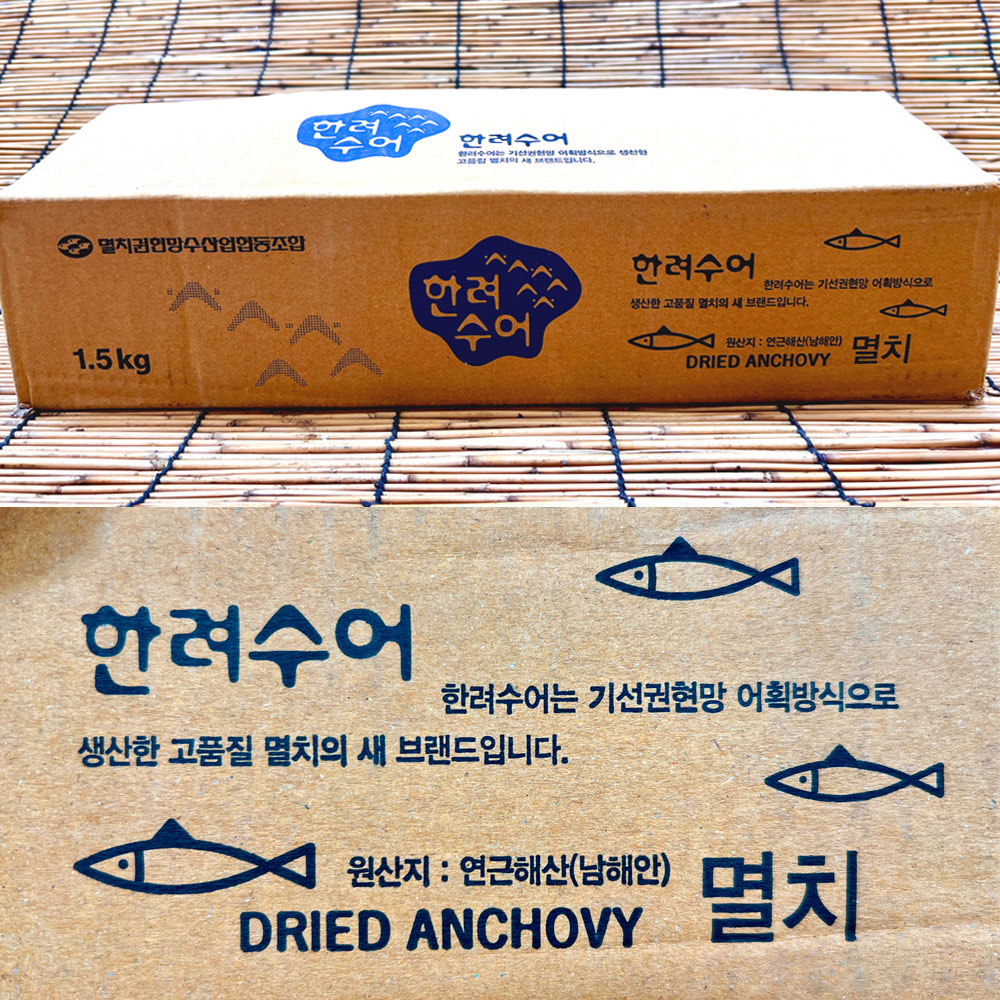 한려
수어
한려수어
한려수어는 기선권현망 어획방식으로 생산한
고품질 멸치의 새 브랜드입니다.
멸치권현망수산업협동조합
1.5kg
한려
수어
한려수어
한려수어는 기선권현망 어획방식으로
생산한 고품질 멸치의 새 브랜드입니다.
원산지 : 연근해산(남해안)
DRIED ANCHOVY 멸치
한려수어
한려수어는 기선권현망 어획방식으로
생산한 고품질 멸치의 새 브랜드입니다.
원산지 : 연근해산(남해안)
DRIED ANCHOVY 멸치